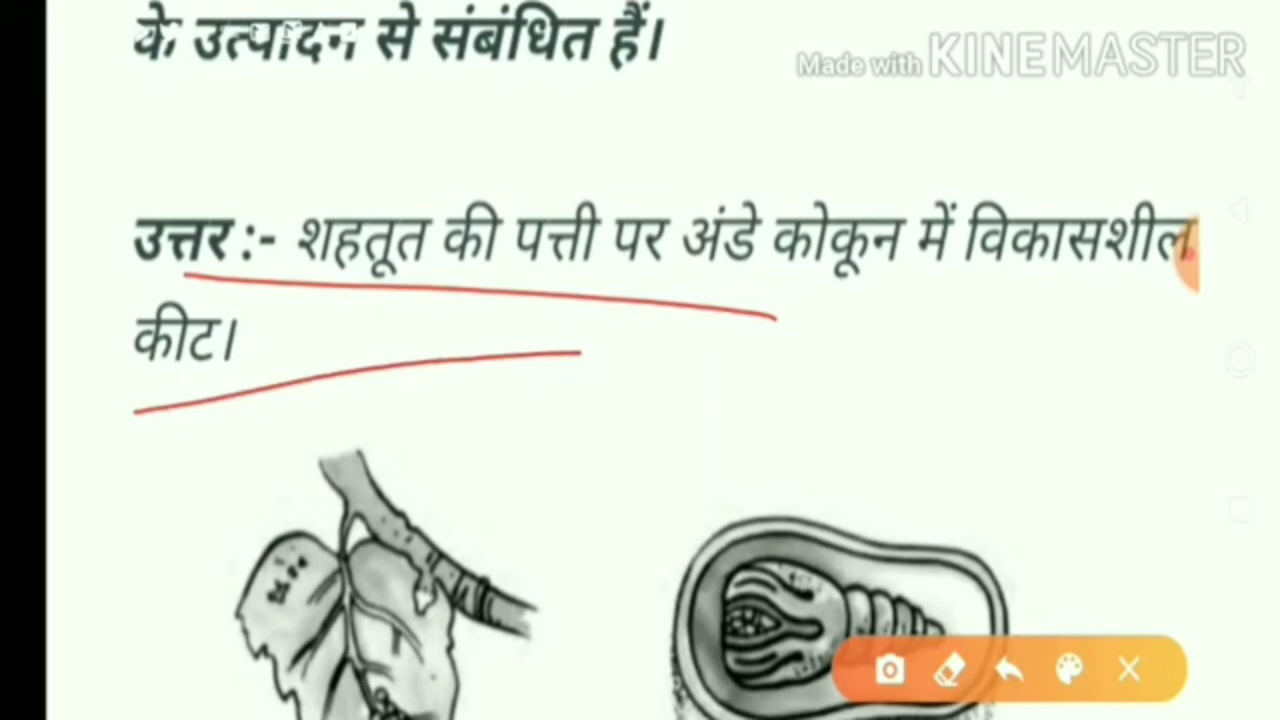 के उत्पादन से संबंधित हैं।
Made with KINEMASTER
उत्तर :- शहतूत की पत्ती पर अंडे कोकून में विकासशील
कीट।